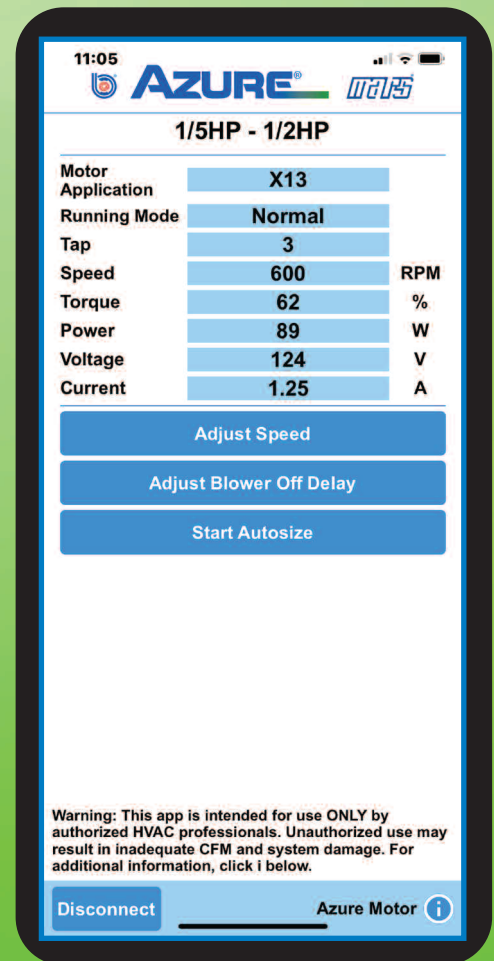 11:05
AZURE® mars
1/5HP - 1/2HP
Motor
Application X13
Running Mode Normal
Tap 3
Speed 600 RPM
Torque 62 %
Power 89 W
Voltage 124 V
Current 1.25 A
Adjust Speed
Adjust Blower Off Delay
Start Autosize
Warning: This app is intended for use ONLY by
authorized HVAC professionals. Unauthorized use may
result in inadequate CFM and system damage. For
additional information, click i below.
Disconnect Azure Motor i